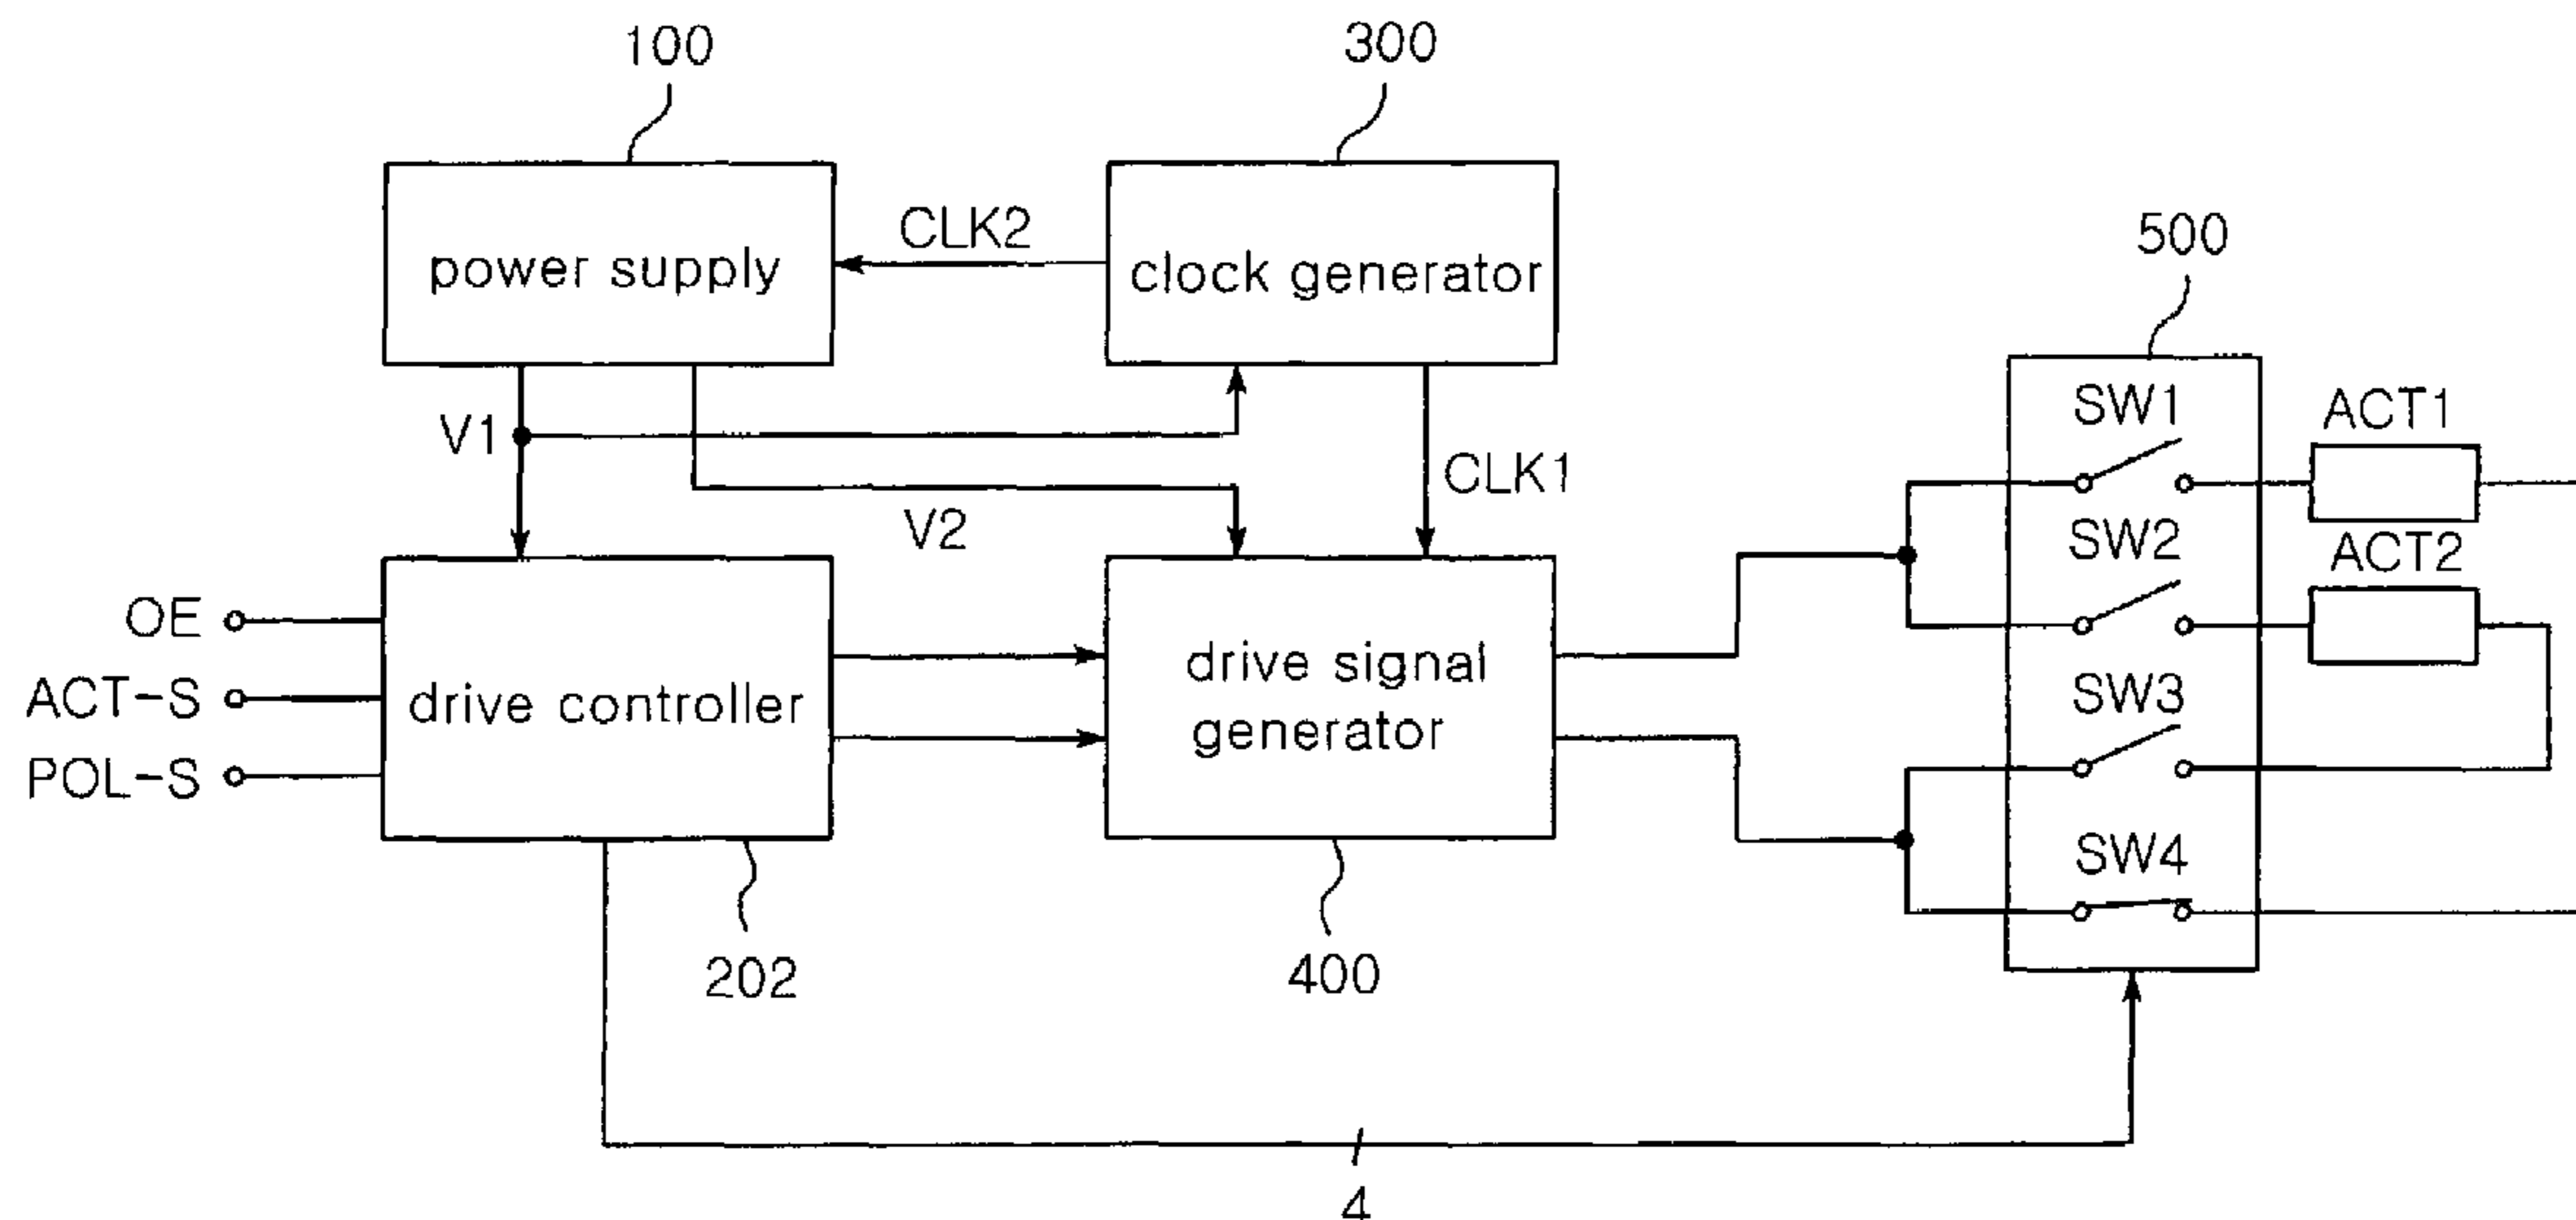 100
300
power supply
CLK2
clock generator
500
V1
V2
CLK1
SW1
ACT1
SW2
ACT2
OE
ACT-S
POL-S
drive controller
drive signal
generator
SW3
SW4
202
400
4